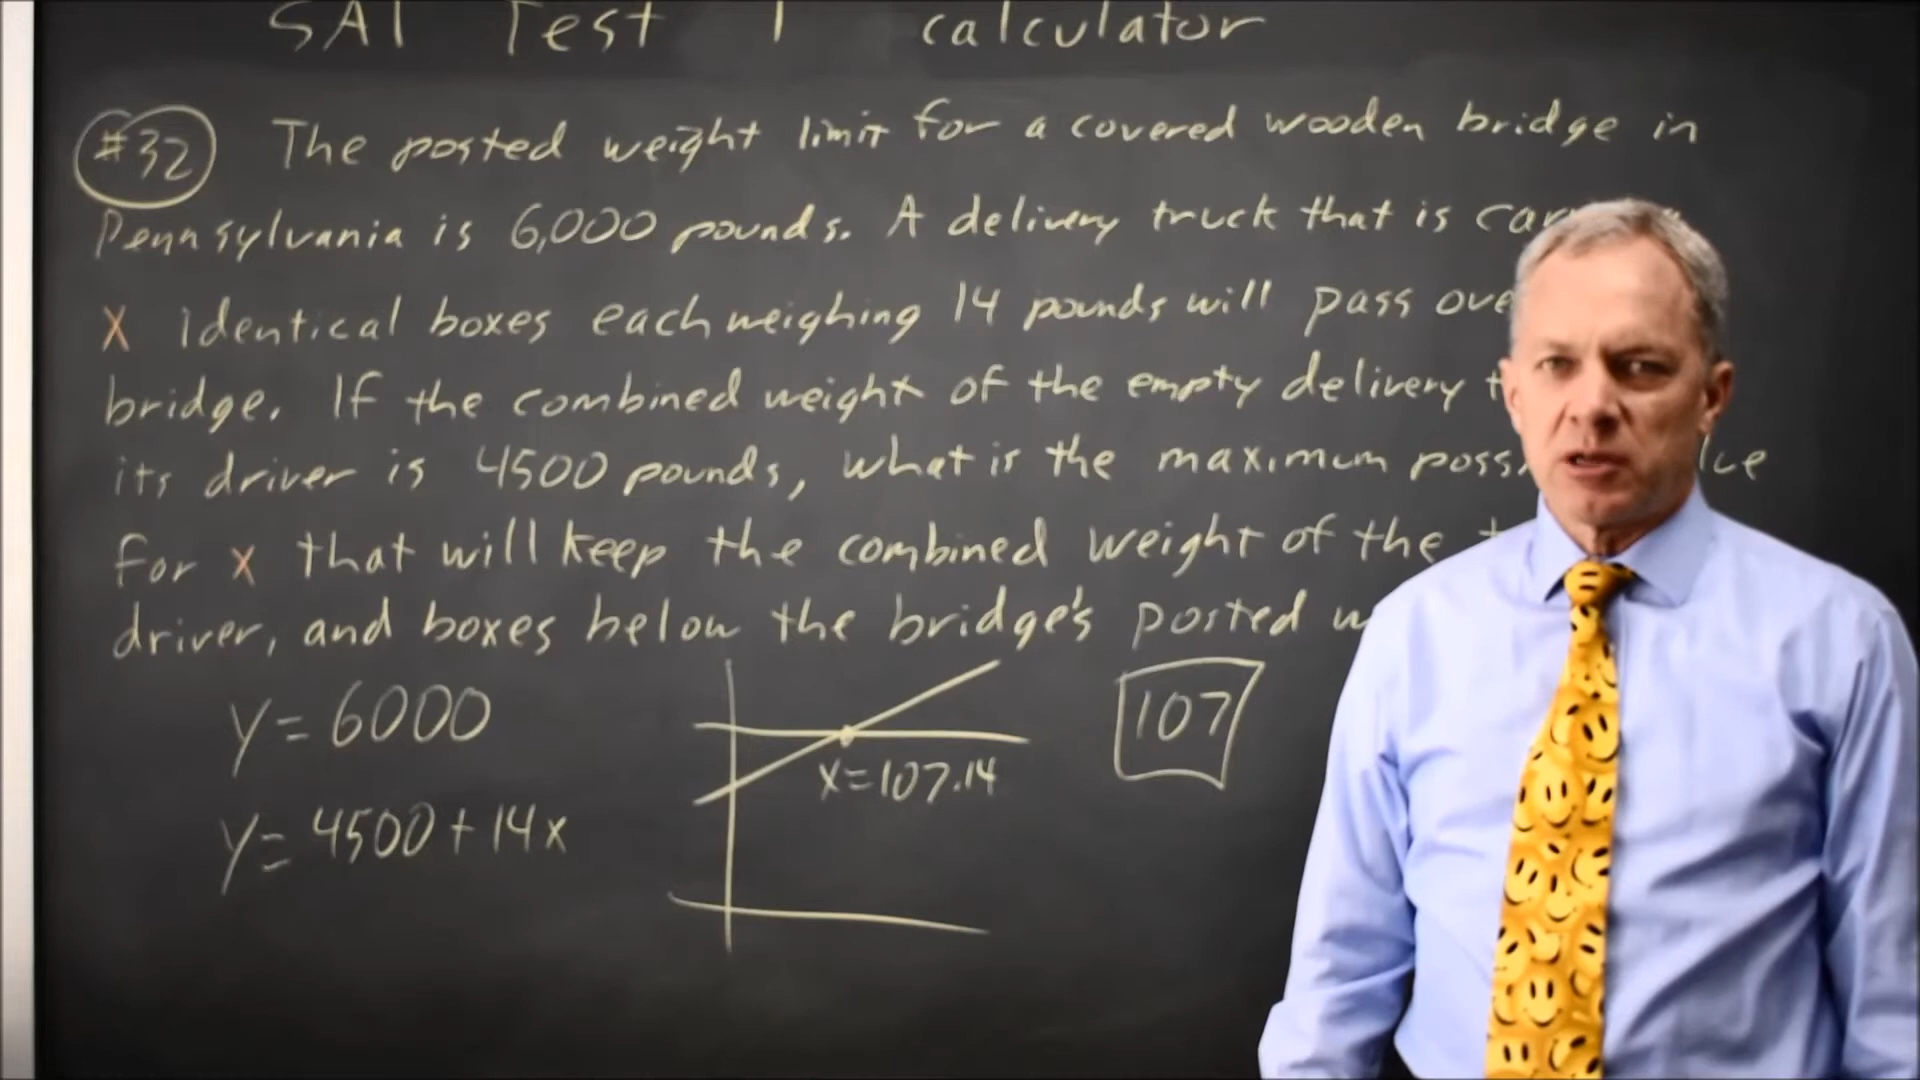 SAT Test 1 calculator
#32 The posted weight limit for a covered wooden bridge in
Pennsylvania is 6,000 pounds. A delivery truck that is
X identical boxes each weighing 14 pounds will pass
bridge. If the combined weight of the empty delivery
its driver is 4500 pounds, what is the maximum
for x that will keep the combined weight of the
driver, and boxes below the bridge's posted
y = 6000
y = 4500 + 14x
x = 107.14
107